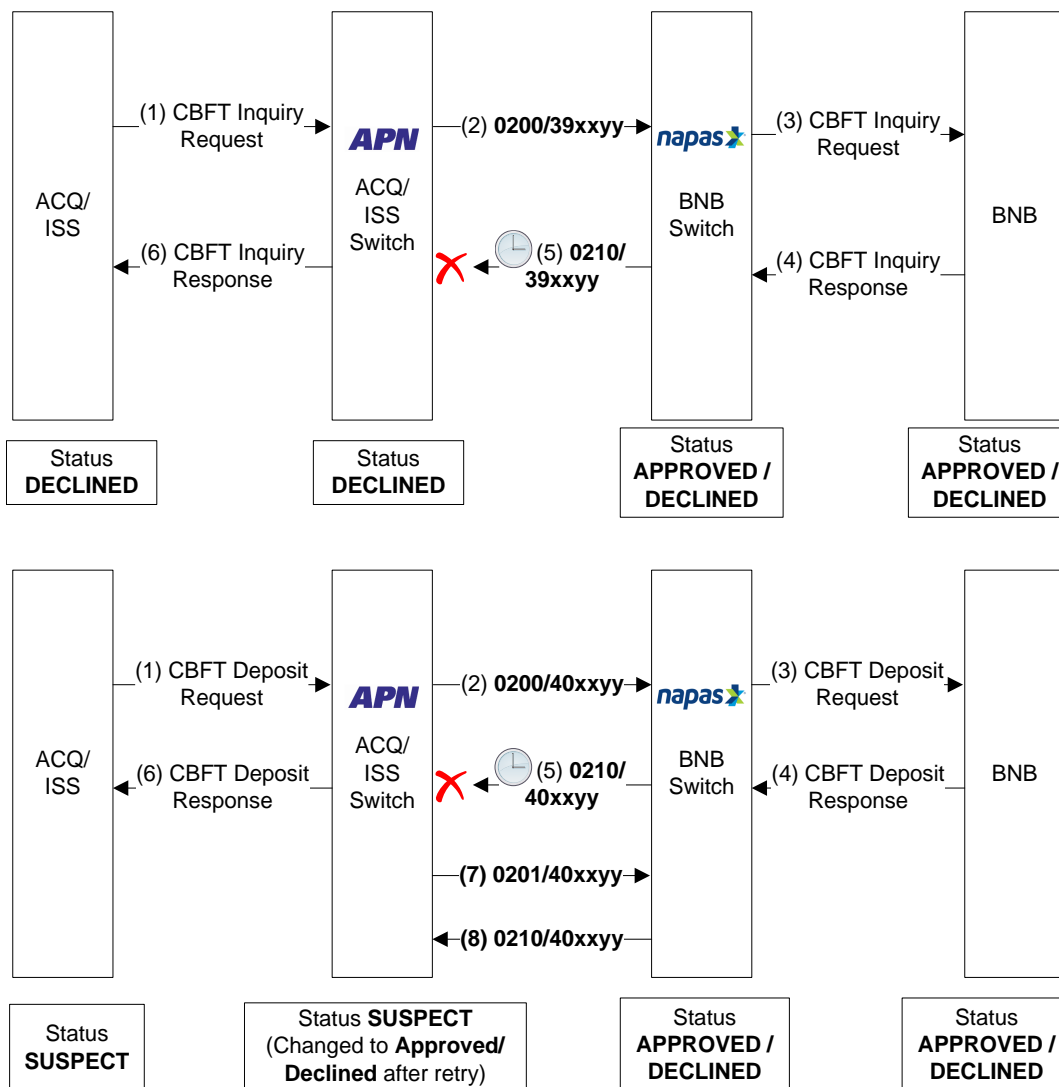 (1) CBFT Inquiry
Request
(2) 0200/39xxyy
(3) CBFT Inquiry
Request
APN
napas
ACQ/
ISS
ACQ/
ISS
Switch
BNB
Switch
BNB
(6) CBFT Inquiry
Response
(5) 0210/
39xxyy
(4) CBFT Inquiry
Response
Status
DECLINED
Status
DECLINED
Status
APPROVED /
DECLINED
Status
APPROVED /
DECLINED
(1) CBFT Deposit
Request
(2) 0200/40xxyy
(3) CBFT Deposit
Request
APN
napas
ACQ/
ISS
ACQ/
ISS
Switch
BNB
Switch
BNB
(6) CBFT Deposit
Response
(5) 0210/
40xxyy
(4) CBFT Deposit
Response
(7) 0201/40xxyy
(8) 0210/40xxyy
Status
SUSPECT
Status SUSPECT
(Changed to Approved/
Declined after retry)
Status
APPROVED /
DECLINED
Status
APPROVED /
DECLINED